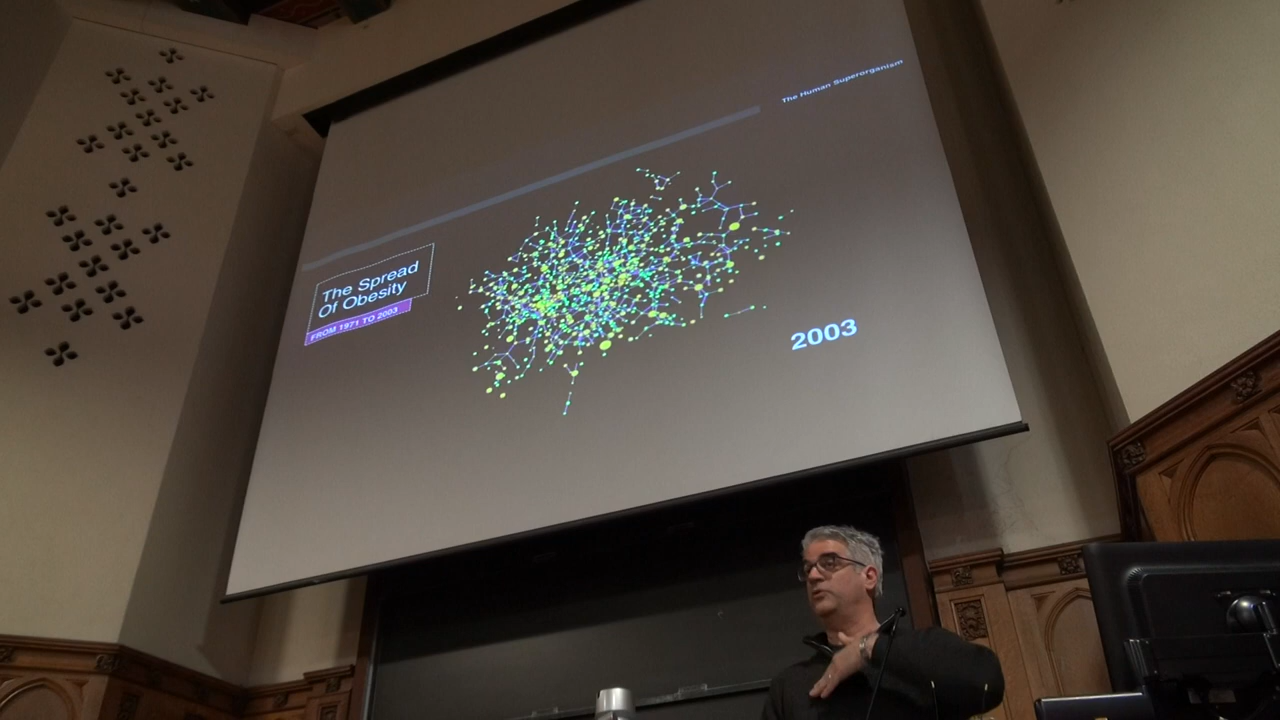 The Human Superorganism
The Spread
Of Obesity
FROM 1971 TO 2003
2003